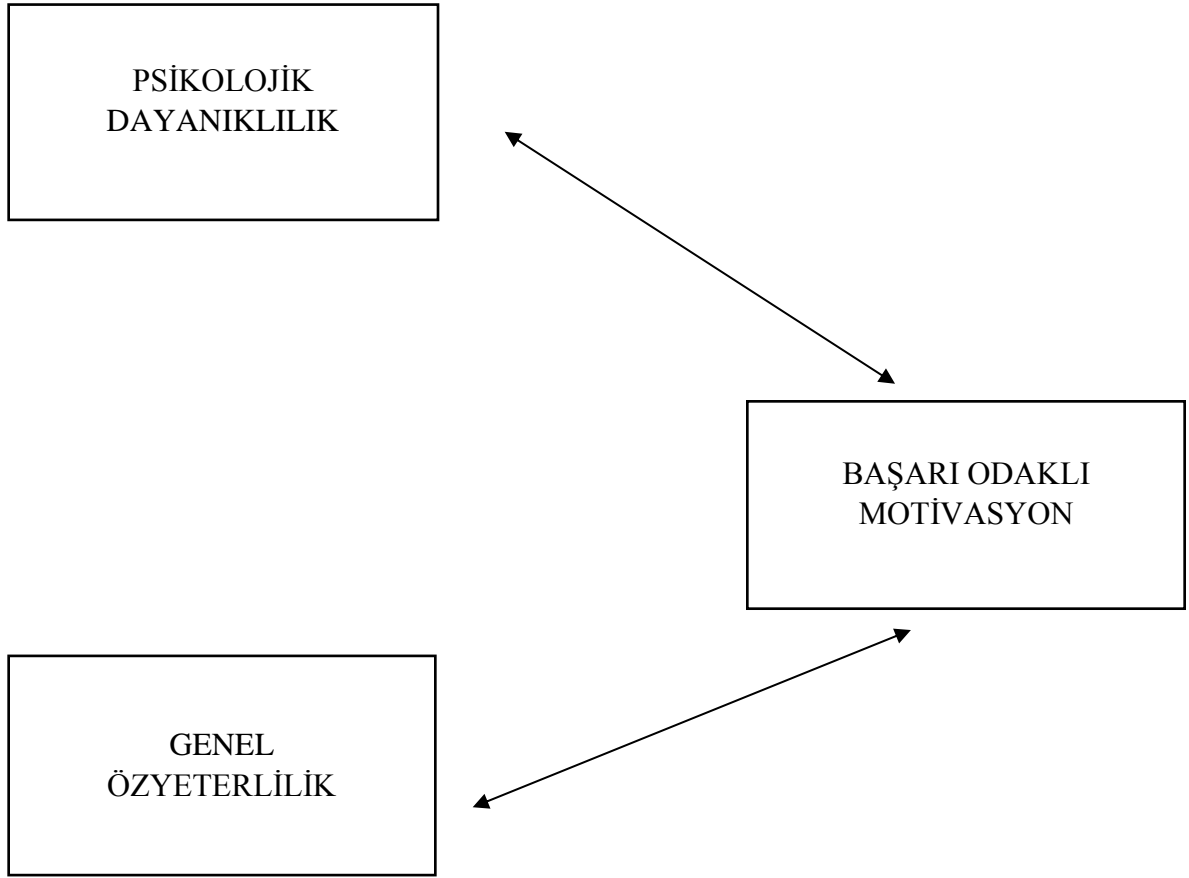 PSİKOLOJİK
DAYANIKLILIK
BAŞARI ODAKLI
MOTİVASYON
GENEL
ÖZYETERLİLİK